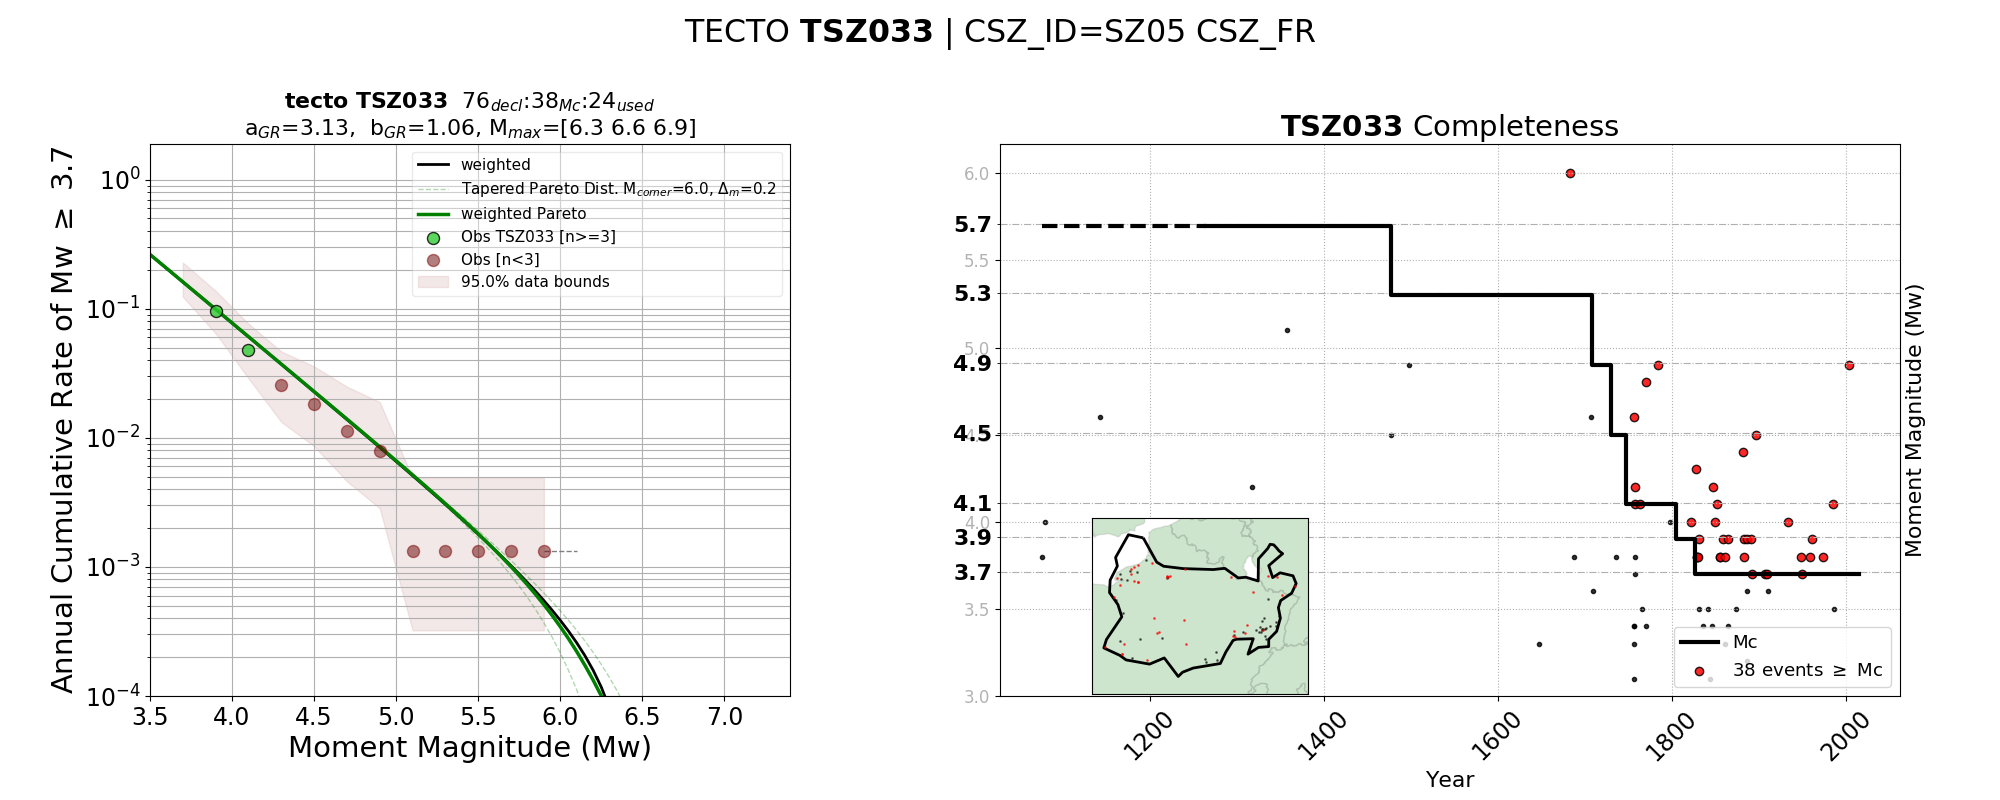 TECTO TSZ033 | CSZ_ID=SZ05 CSZ_FR
tecto TSZ033 76decl:38Mc:24used
aGR=3.13, bGR=1.06, Mmax=[6.3 6.6 6.9]
weighted
Tapered Pareto Dist. Mcorner=6.0, Δm=0.2
weighted Pareto
Obs TSZ033 [n>=3]
Obs [n<3]
95.0% data bounds
Annual Cumulative Rate of Mw ≥ 3.7
10^0
10^−1
10^−2
10^−3
10^−4
3.5 4.0 4.5 5.0 5.5 6.0 6.5 7.0
Moment Magnitude (Mw)
TSZ033 Completeness
6.0
5.7
5.5
5.3
5.0
4.9
4.5
4.1
4.0
3.9
3.7
3.5
3.0
Moment Magnitude (Mw)
Mc
38 events ≥ Mc
1200 1400 1600 1800 2000
Year